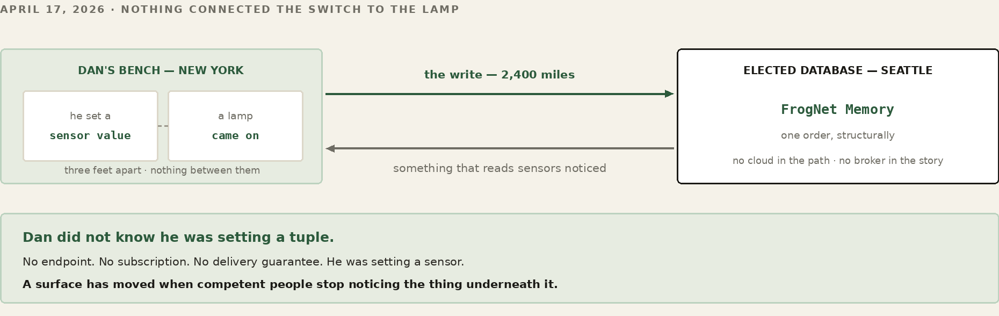 APRIL 17, 2026 · NOTHING CONNECTED THE SWITCH TO THE LAMP
DAN'S BENCH — NEW YORK
he set a
sensor value
a lamp
came on
three feet apart · nothing between them
the write — 2,400 miles
something that reads sensors noticed
ELECTED DATABASE — SEATTLE
FrogNet Memory
one order, structurally
no cloud in the path · no broker in the story
Dan did not know he was setting a tuple.
No endpoint. No subscription. No delivery guarantee. He was setting a sensor.
A surface has moved when competent people stop noticing the thing underneath it.